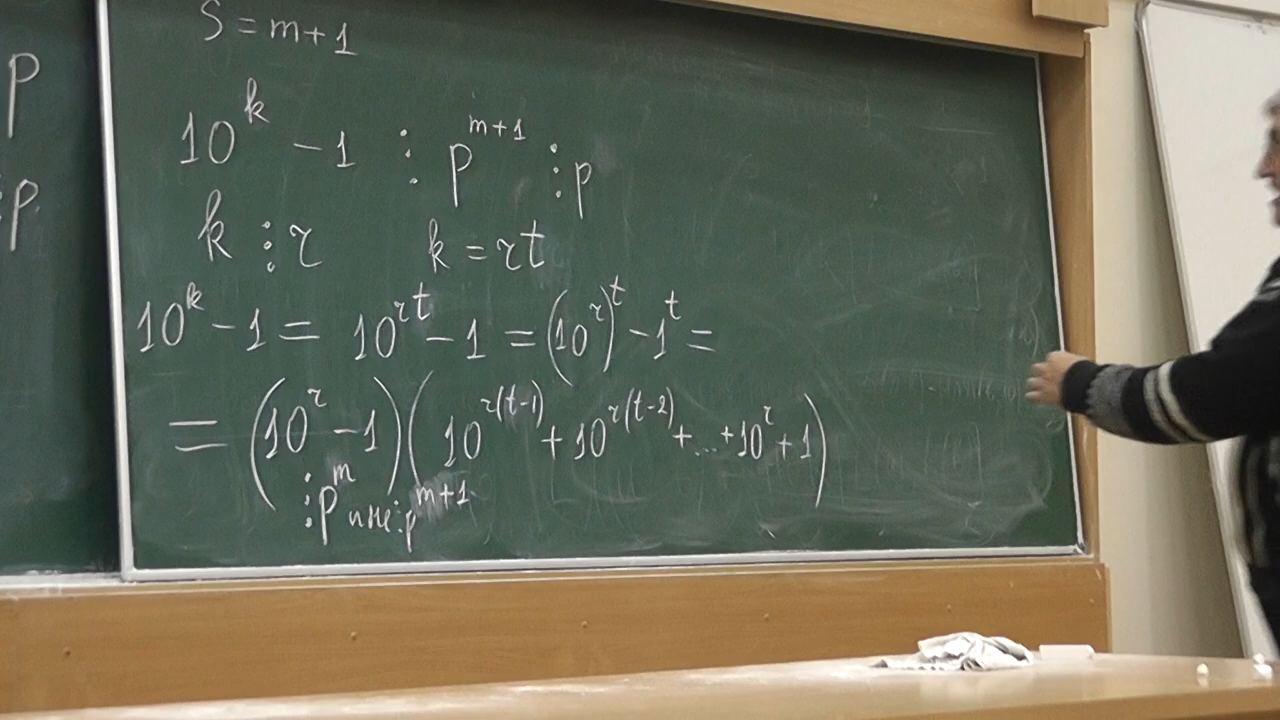 p
⋮p
S = m+1
10^k − 1 ⋮ p^{m+1} ⋮ p
k ⋮ r k = rt
10^k − 1 = 10^{rt} − 1 = (10^r)^t − 1^t =
= (10^r − 1)(10^{r(t-1)} + 10^{r(t-2)} + ... + 10^r + 1)
⋮ p^m и не ⋮ p^{m+1}